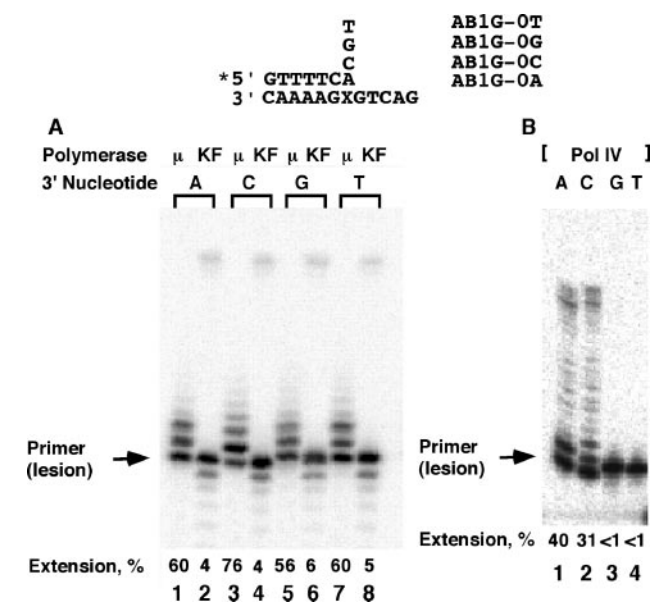 T
G
C
*5' GTTTTCA
3' CAAAAGXGTCAG
AB1G-0T
AB1G-0G
AB1G-0C
AB1G-0A
A
Polymerase μ KF μ KF μ KF μ KF
3' Nucleotide A C G T
Primer
(lesion)
Extension, % 60 4 76 4 56 6 60 5
1 2 3 4 5 6 7 8
B
[ Pol IV ]
A C G T
Primer
(lesion)
Extension, %
40 31 <1 <1
1 2 3 4